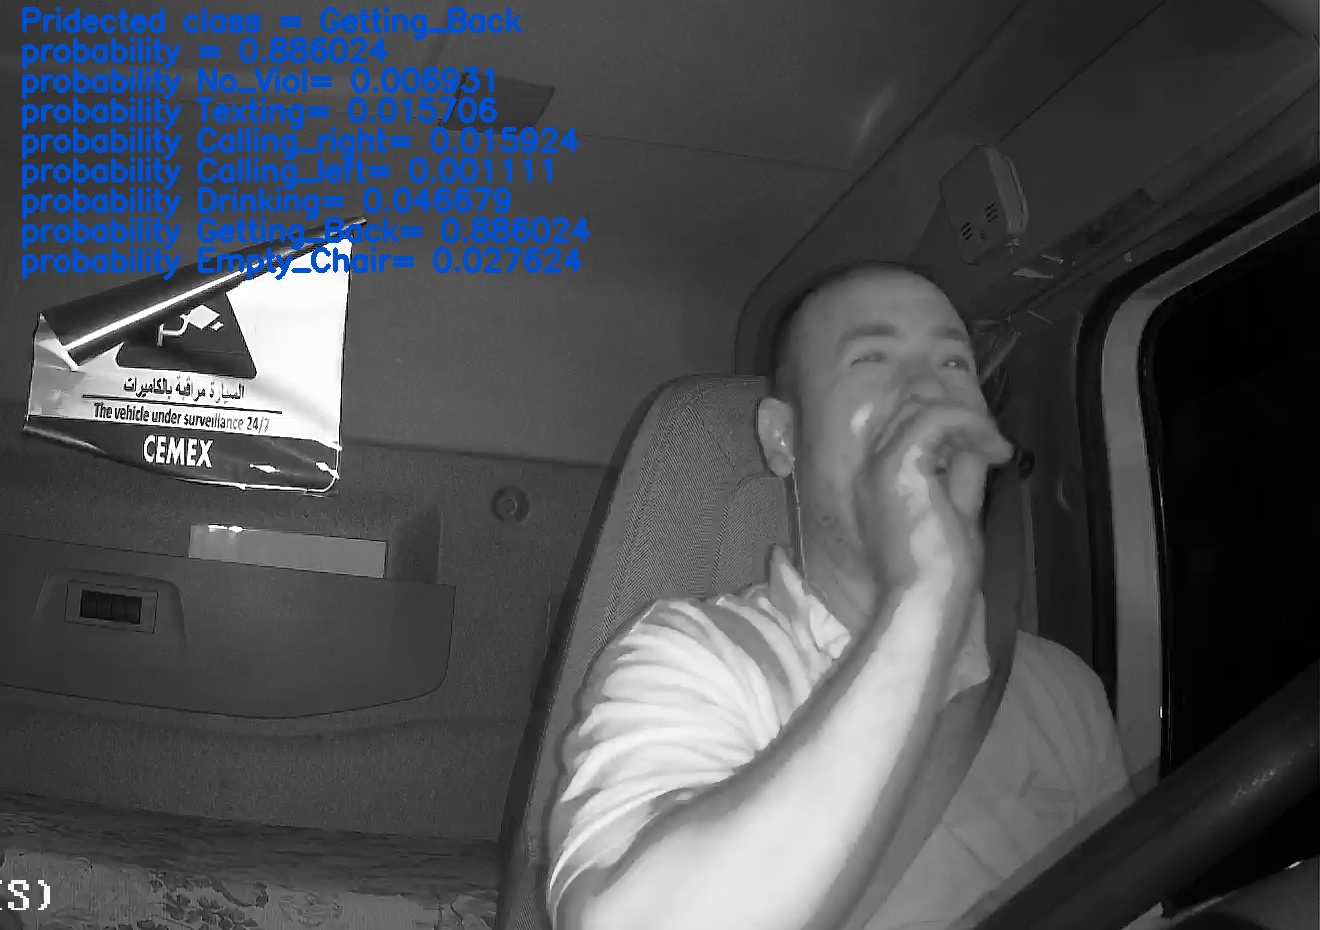 Pridected class = Getting_Back
probability = 0.886024
probability No_Viol= 0.006931
probability Texting= 0.015706
probability Calling_right= 0.015924
probability Calling_left= 0.001111
probability Drinking= 0.046679
probability Getting_Back= 0.886024
probability Empty_Chair= 0.027624
السيارة مراقبة بالكاميرات
The vehicle under surveillance 24/7
CEMEX
S)